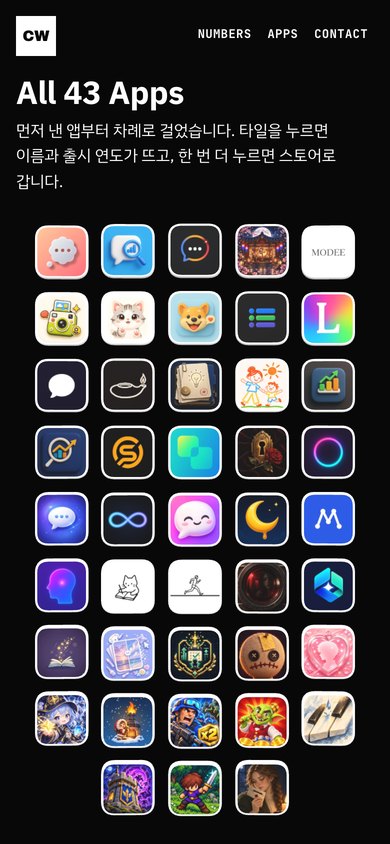 CW
NUMBERS APPS CONTACT
All 43 Apps
먼저 낸 앱부터 차례로 걸었습니다. 타일을 누르면
이름과 출시 연도가 뜨고, 한 번 더 누르면 스토어로
갑니다.
MODEE
L
S
M
X2